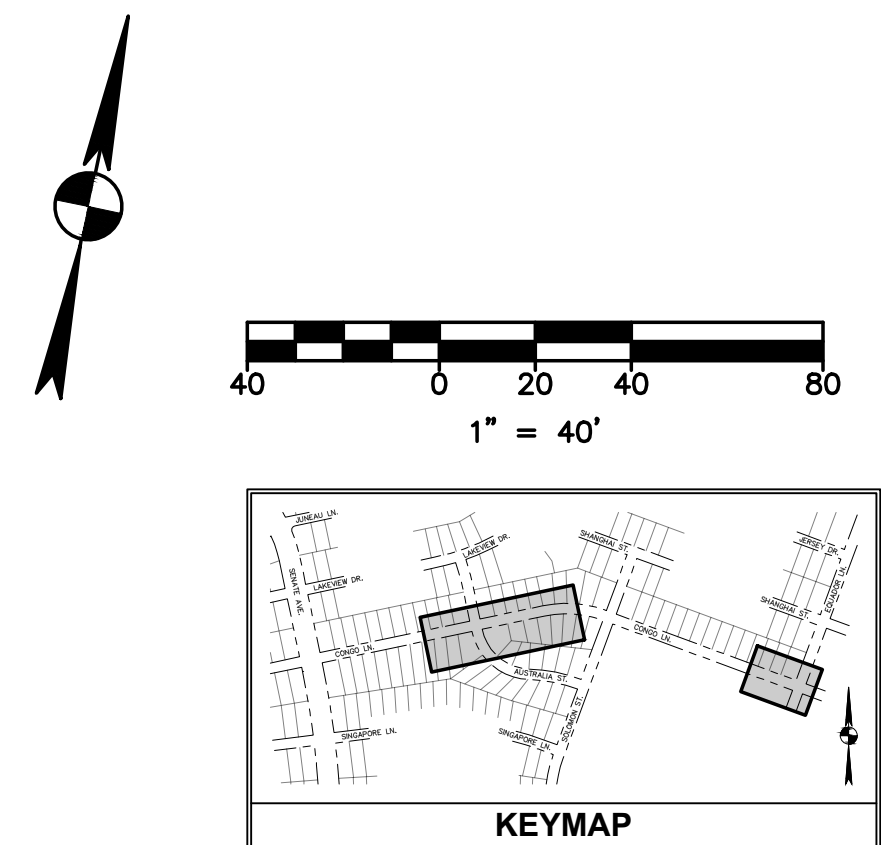 40 0 20 40 80
1” = 40’
JUNEAU LN.
SENATE AVE.
LAKEVIEW DR.
LAKEVIEW DR.
SHANGHAI ST.
JERSEY DR.
EQUADOR LN.
SHANGHAI ST.
CONGO LN.
CONGO LN.
AUSTRALIA ST.
SOLOMON ST.
SINGAPORE LN.
SINGAPORE LN.
KEYMAP